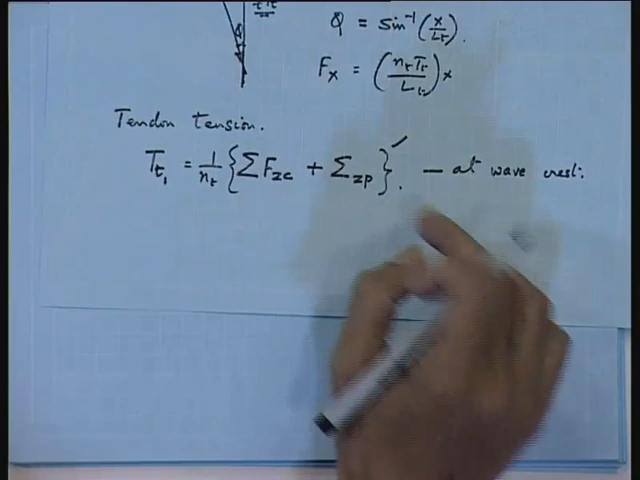 Q = sin⁻¹(x/Lt).
Fx = (nt Tt / Lt) x
Tendon tension.
Tt₁ = 1/nt {ΣFzc + Σzp}. — at wave crest.